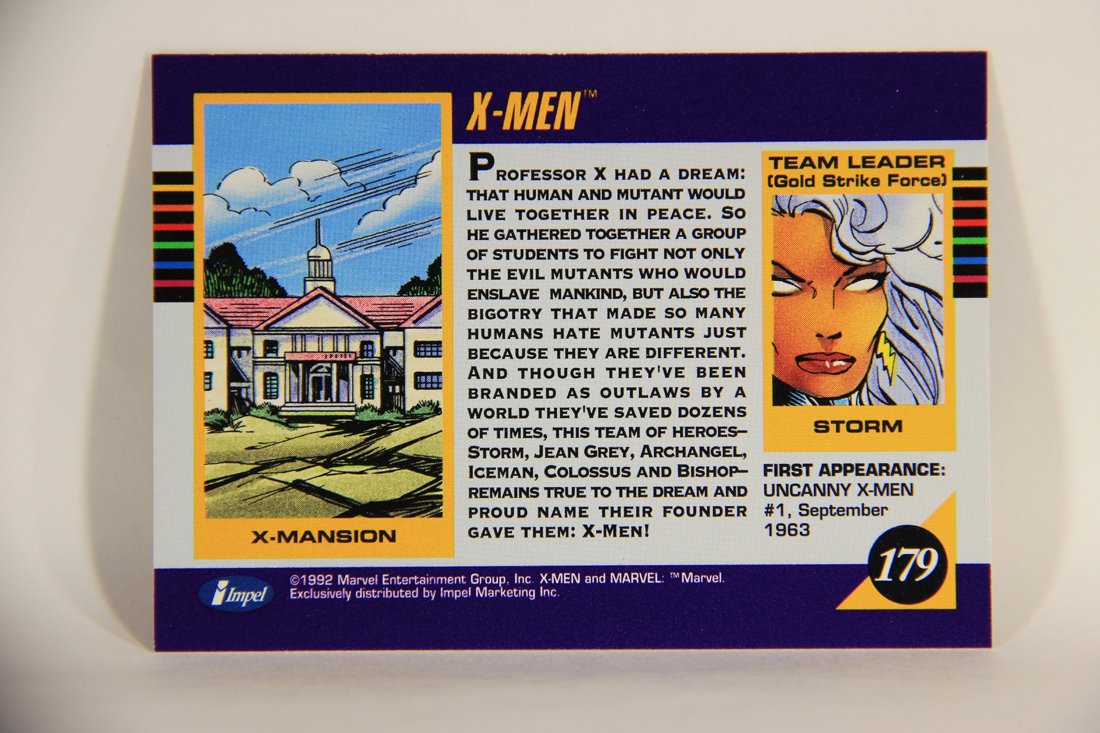 X-MEN™
PROFESSOR X HAD A DREAM:
THAT HUMAN AND MUTANT WOULD
LIVE TOGETHER IN PEACE. SO
HE GATHERED TOGETHER A GROUP
OF STUDENTS TO FIGHT NOT ONLY
THE EVIL MUTANTS WHO WOULD
ENSLAVE MANKIND, BUT ALSO THE
BIGOTRY THAT MADE SO MANY
HUMANS HATE MUTANTS JUST
BECAUSE THEY ARE DIFFERENT.
AND THOUGH THEY'VE BEEN
BRANDED AS OUTLAWS BY A
WORLD THEY'VE SAVED DOZENS
OF TIMES, THIS TEAM OF HEROES–
STORM, JEAN GREY, ARCHANGEL,
ICEMAN, COLOSSUS AND BISHOP–
REMAINS TRUE TO THE DREAM AND
PROUD NAME THEIR FOUNDER
GAVE THEM: X-MEN!
X-MANSION
TEAM LEADER
(Gold Strike Force)
STORM
FIRST APPEARANCE:
UNCANNY X-MEN
#1, September
1963
179
Impel
©1992 Marvel Entertainment Group, Inc. X-MEN and MARVEL: ™Marvel.
Exclusively distributed by Impel Marketing Inc.